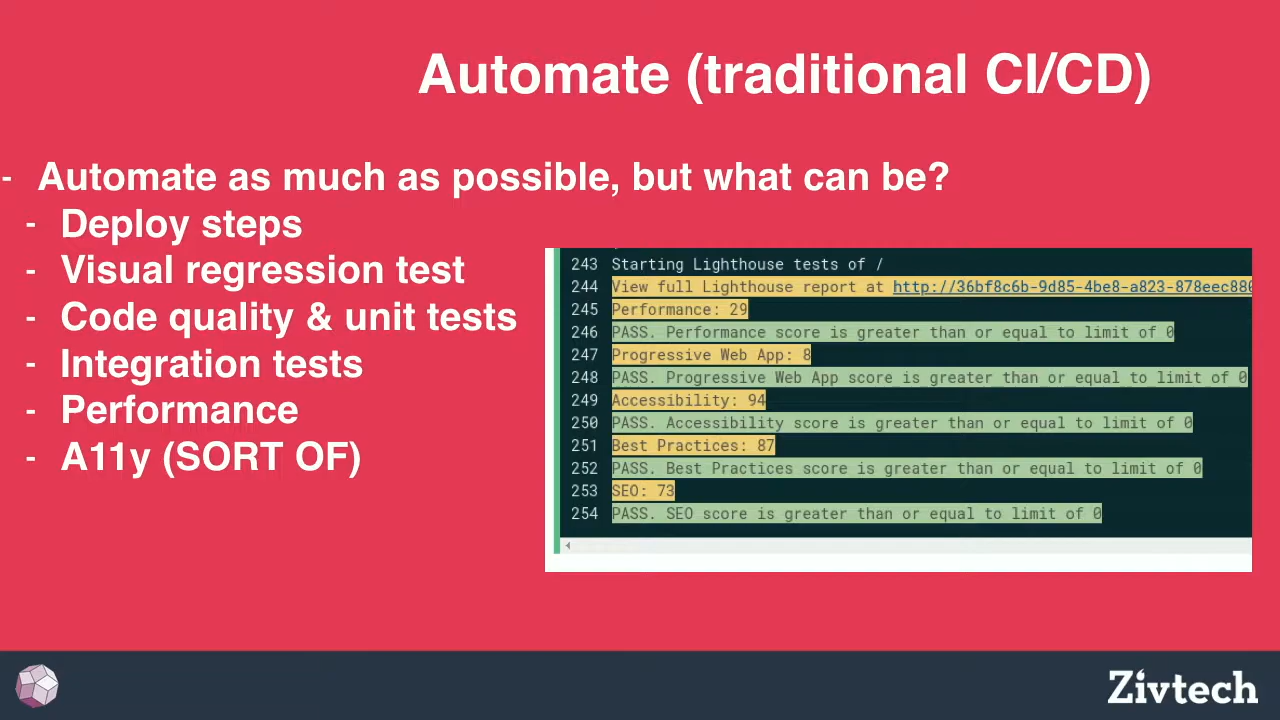 Automate (traditional CI/CD)
- Automate as much as possible, but what can be?
- Deploy steps
- Visual regression test
- Code quality & unit tests
- Integration tests
- Performance
- A11y (SORT OF)
243 Starting Lighthouse tests of /
244 View full Lighthouse report at http://36bf8c6b-9d85-4be8-a823-878eec880
245 Performance: 29
246 PASS. Performance score is greater than or equal to limit of 0
247 Progressive Web App: 8
248 PASS. Progressive Web App score is greater than or equal to limit of 0
249 Accessibility: 94
250 PASS. Accessibility score is greater than or equal to limit of 0
251 Best Practices: 87
252 PASS. Best Practices score is greater than or equal to limit of 0
253 SEO: 73
254 PASS. SEO score is greater than or equal to limit of 0
Zivtech